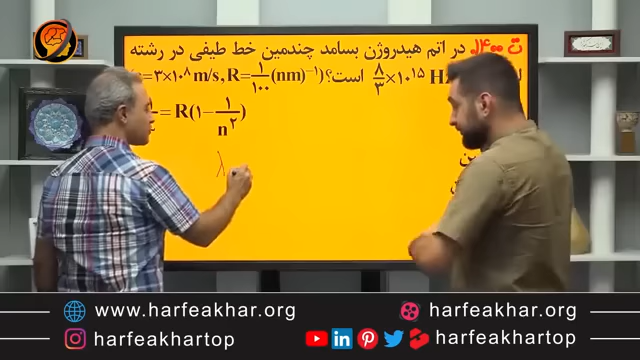 ت ۱۴۰۰. در اتم هیدروژن بسامد چندمین خط طیفی در رشته
= ۳×۱۰^۸ m/s, R = ۱/۱۰۰ (nm)^−۱) است؟ ۸/۳ ×۱۰^۱۵ H
= R(۱− ۱/n^۲)
λ
www.harfeakhar.org
harfeakhar.org
harfeakhartop
harfeakhartop